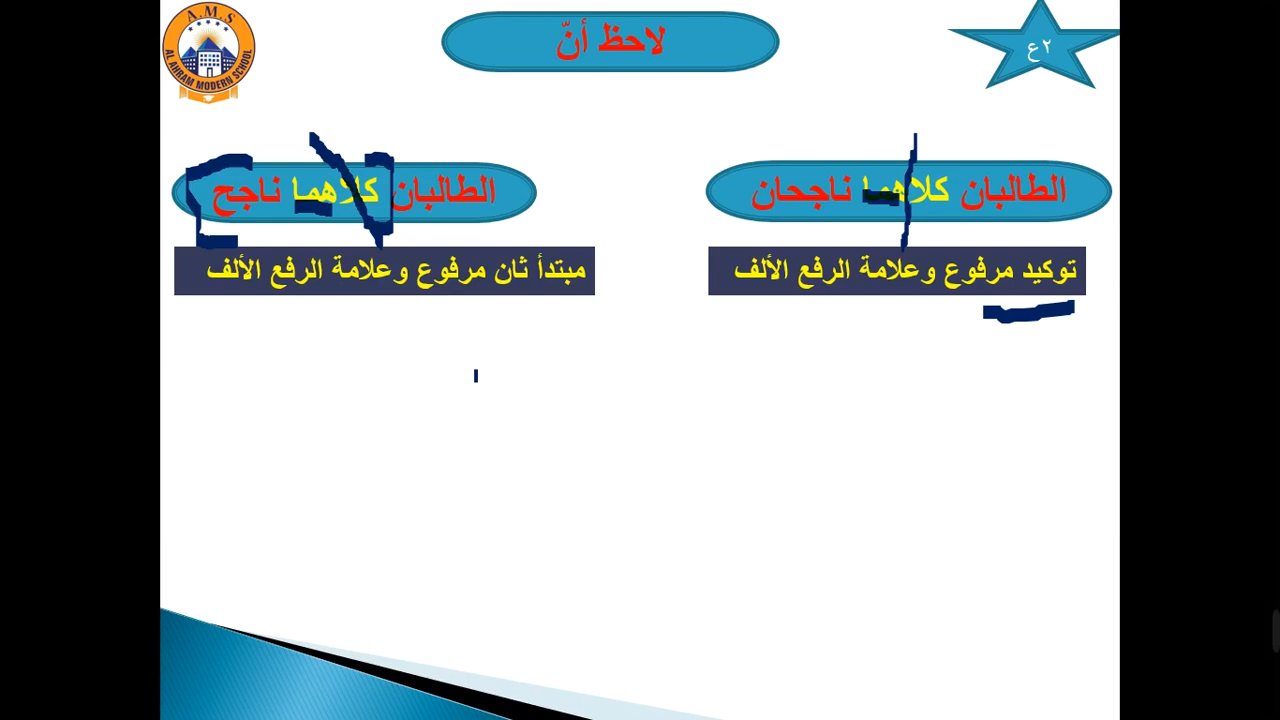 A.M.S
AL AHRAM MODERN SCHOOL
لاحظ أنّ
٢ع
الطالبان كلاهما ناجحان
توكيد مرفوع وعلامة الرفع الألف
الطالبان كلاهما ناجح
مبتدأ ثان مرفوع وعلامة الرفع الألف